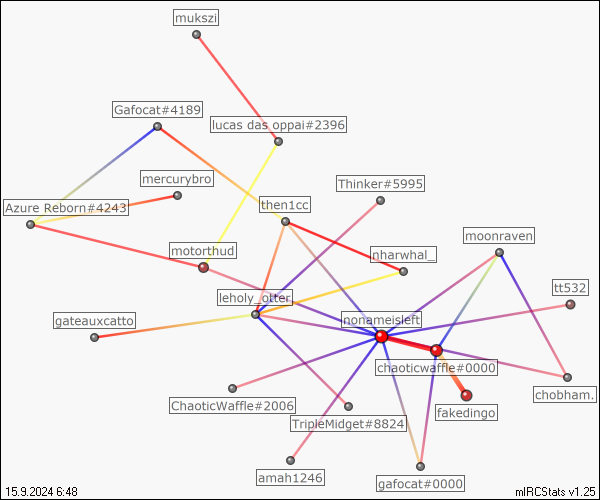 mukszi
Gafocat#4189
lucas das oppai#2396
mercurybro
Thinker#5995
Azure Reborn#4243
then1cc
moonraven
motorthud
nharwhal_
tt532
leholy_otter
gateauxcatto
nonameisleft
chaoticwaffle#0000
chobham.
ChaoticWaffle#2006
fakedingo
TripleMidget#8824
amah1246
gafocat#0000
15.9.2024 6:48
mIRCStats v1.25